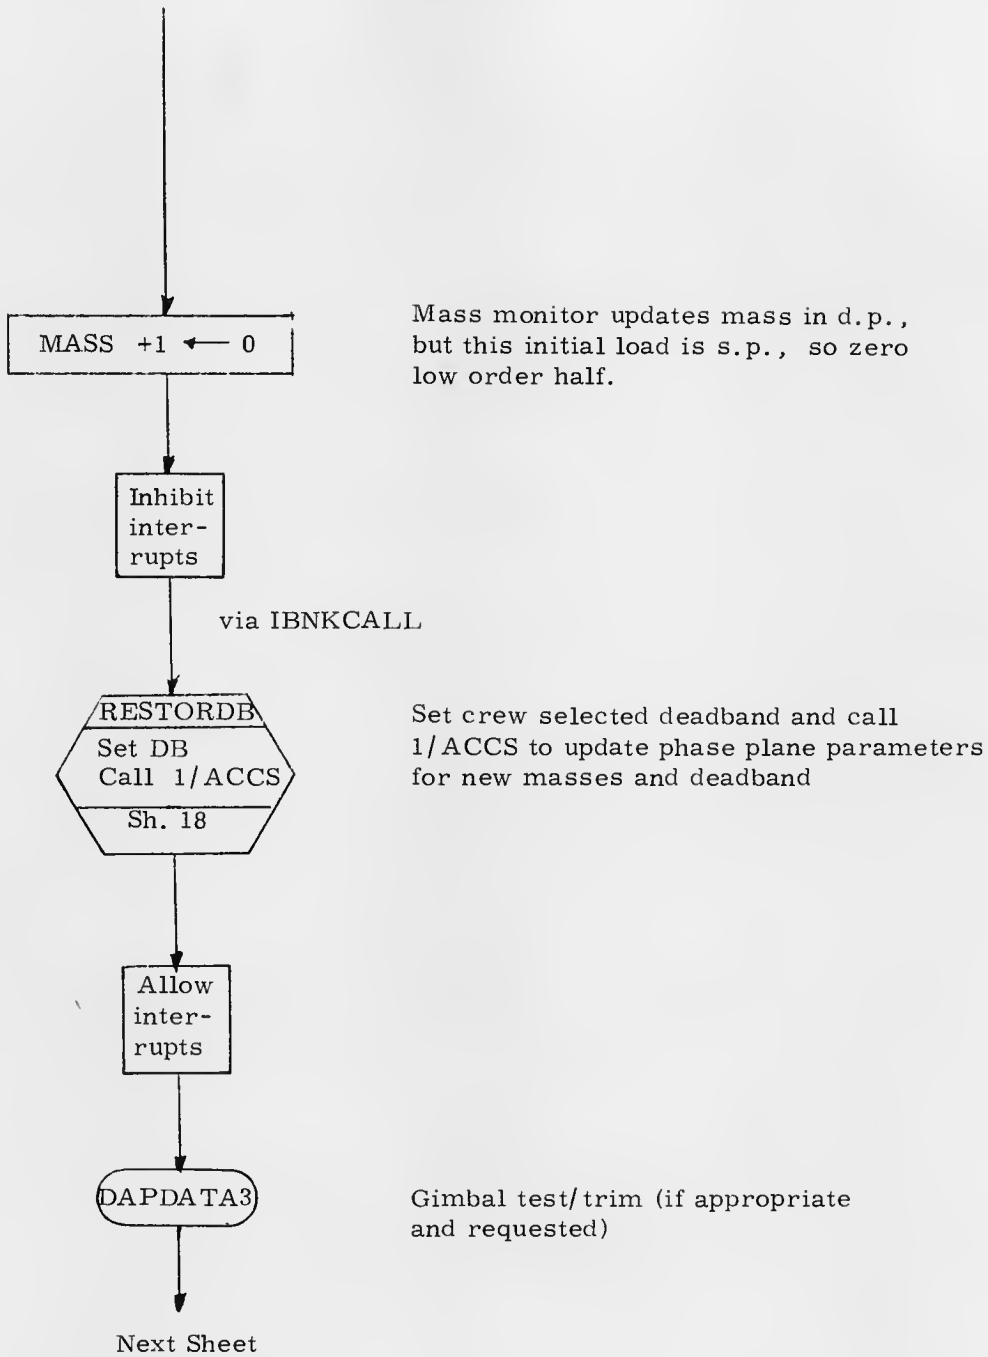 MASS +1 ← 0
Mass monitor updates mass in d.p.,
but this initial load is s.p., so zero
low order half.
Inhibit
inter-
rupts
via IBNKCALL
RESTORDB
Set DB
Call 1/ACCS
Sh. 18
Set crew selected deadband and call
1/ACCS to update phase plane parameters
for new masses and deadband
Allow
inter-
rupts
DAPDATA3
Gimbal test/trim (if appropriate
and requested)
Next Sheet